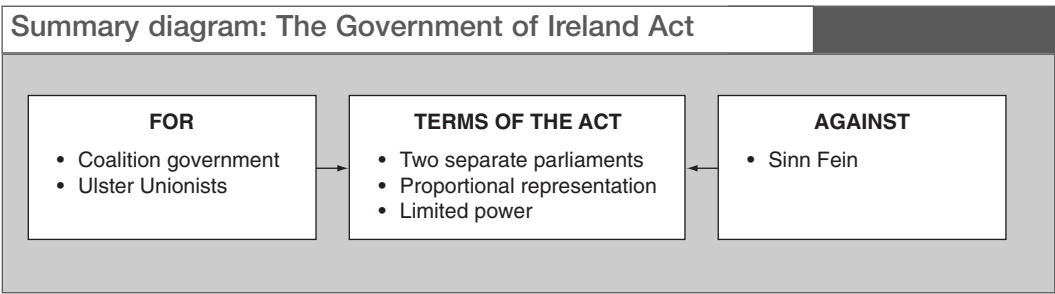 Summary diagram: The Government of Ireland Act
FOR
• Coalition government
• Ulster Unionists
TERMS OF THE ACT
• Two separate parliaments
• Proportional representation
• Limited power
AGAINST
• Sinn Fein